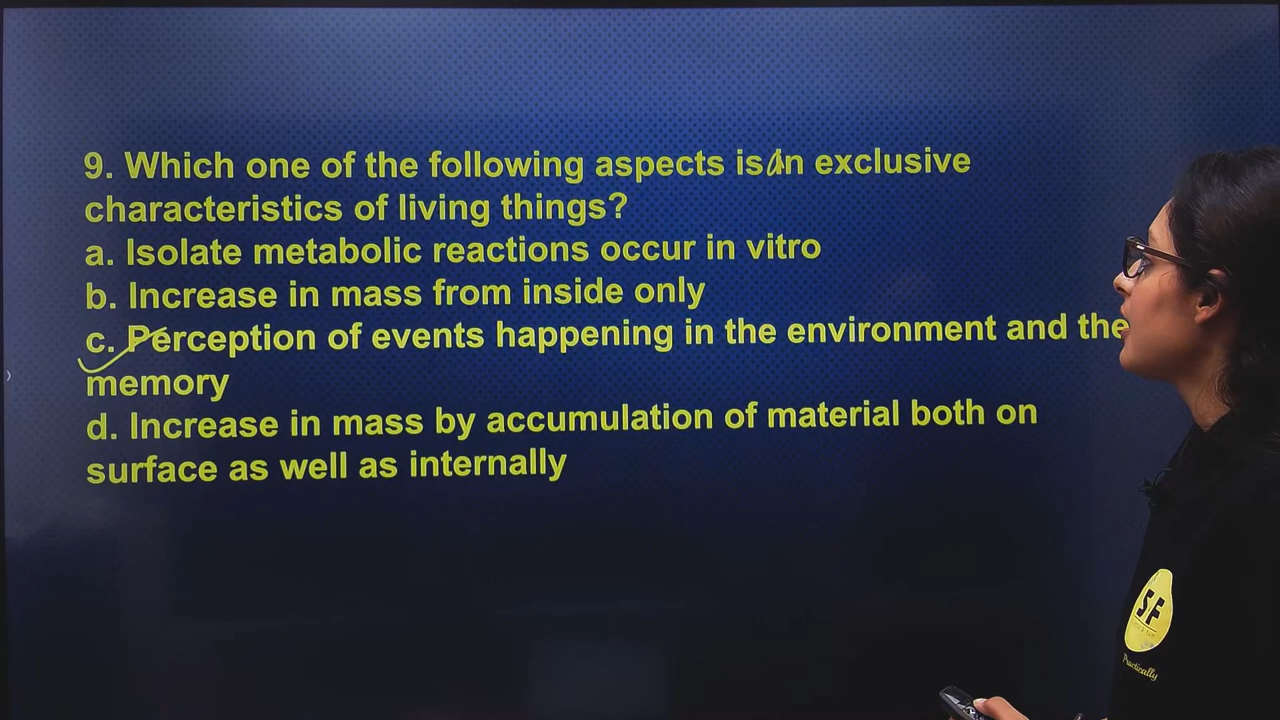 9. Which one of the following aspects is an exclusive
characteristics of living things?
a. Isolate metabolic reactions occur in vitro
b. Increase in mass from inside only
c. Perception of events happening in the environment and the
memory
d. Increase in mass by accumulation of material both on
surface as well as internally
SF
Practically